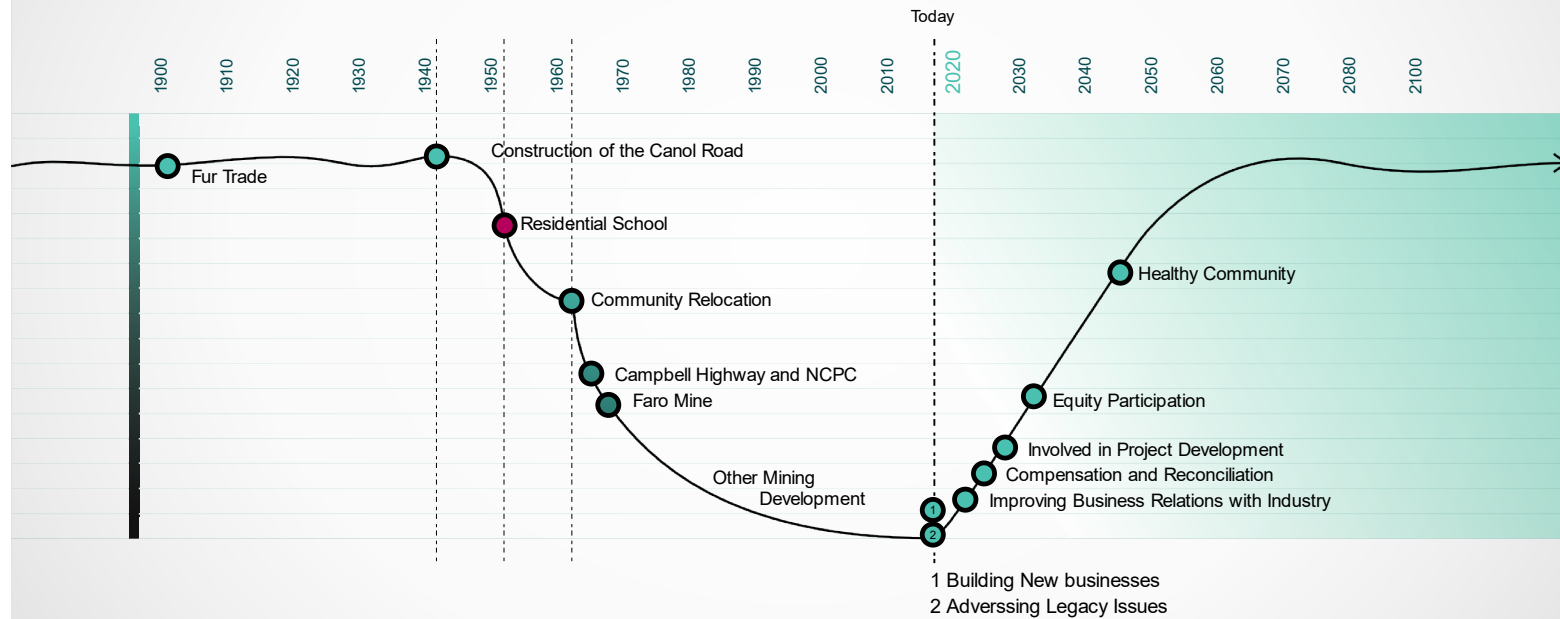 Today
1900
1910
1920
1930
1940
1950
1960
1970
1980
1990
2000
2010
2020
2030
2040
2050
2060
2070
2080
2100
Construction of the Canol Road
Fur Trade
Residential School
Healthy Community
Community Relocation
Campbell Highway and NCPC
Faro Mine
Equity Participation
Involved in Project Development
Other Mining
Development
Compensation and Reconciliation
Improving Business Relations with Industry
1
2
1 Building New businesses
2 Adverssing Legacy Issues